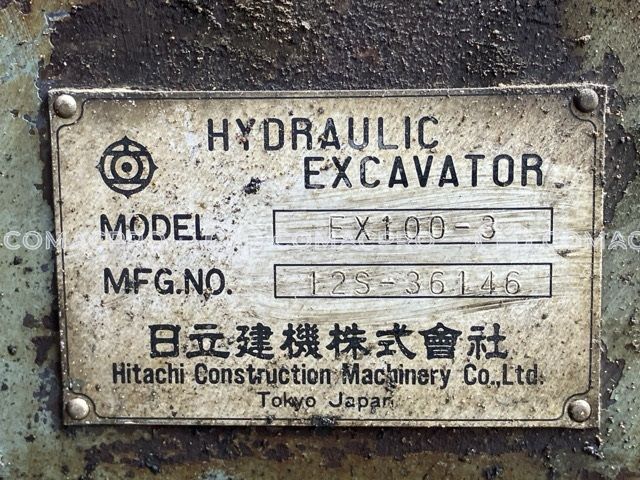 HYDRAULIC
EXCAVATOR
MODEL EX100-3
MFG.NO. 12S-36146
日立建機株式會社
Hitachi Construction Machinery Co.,Ltd.
Tokyo Japan